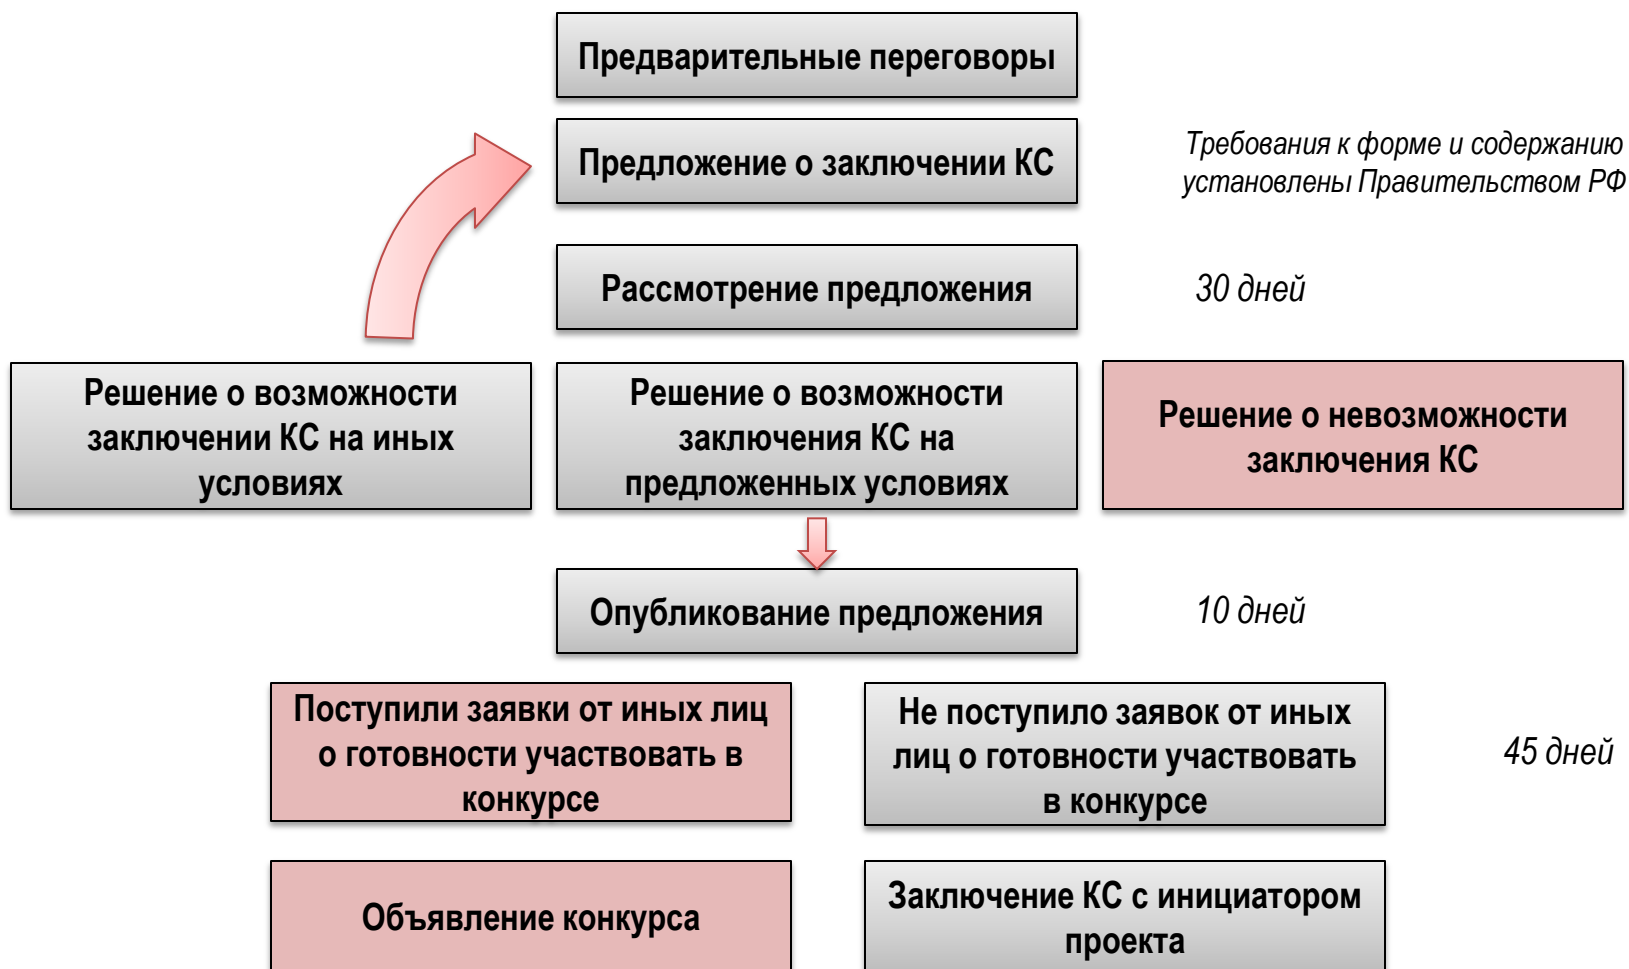 Предварительные переговоры
Предложение о заключении КС
Требования к форме и содержанию
установлены Правительством РФ
Рассмотрение предложения
30 дней
Решение о возможности
заключении КС на иных
условиях
Решение о возможности
заключения КС на
предложенных условиях
Решение о невозможности
заключения КС
Опубликование предложения
10 дней
Поступили заявки от иных лиц
о готовности участвовать в
конкурсе
Не поступило заявок от иных
лиц о готовности участвовать
в конкурсе
45 дней
Объявление конкурса
Заключение КС с инициатором
проекта